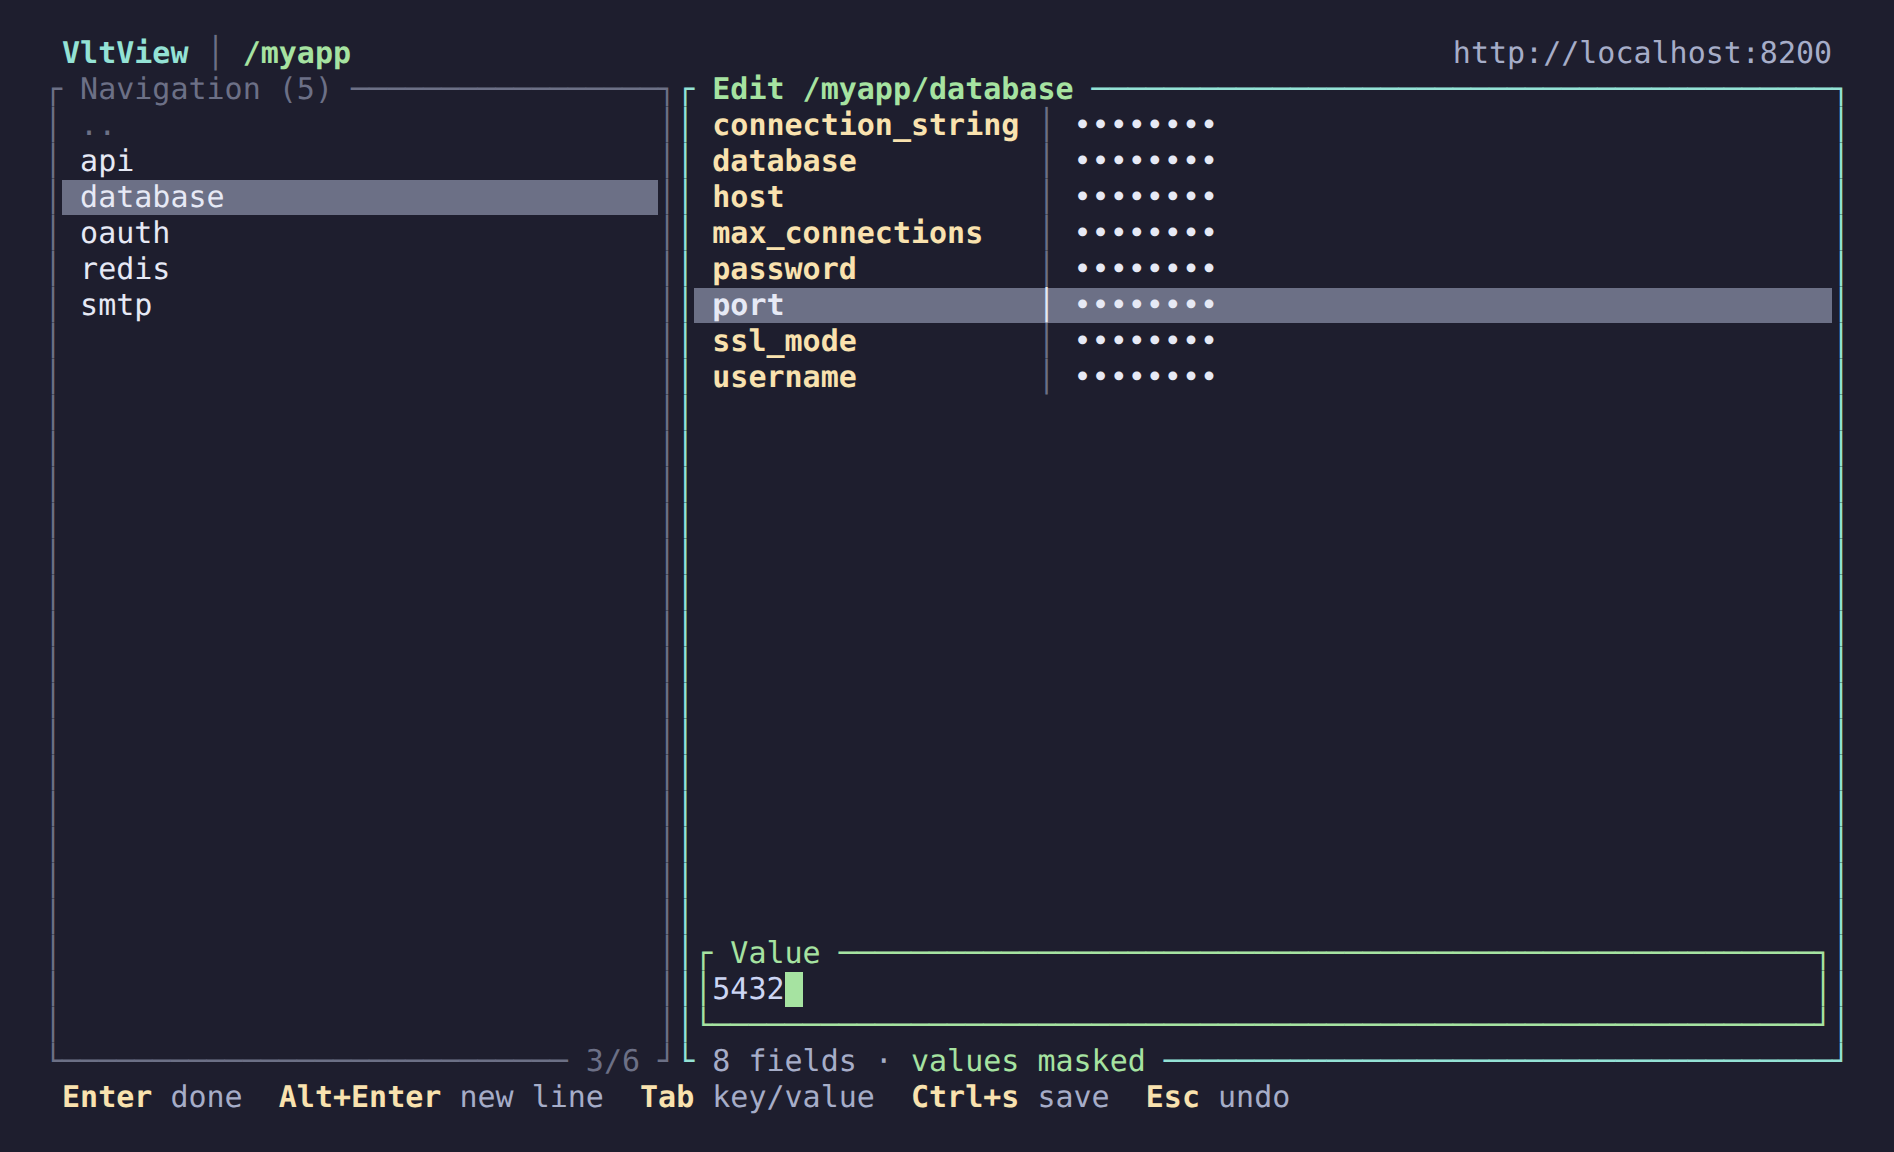 VltView │ /myapp http://localhost:8200
Navigation (5)
..
api
database
oauth
redis
smtp
3/6
Edit /myapp/database
connection_string │ ••••••••
database │ ••••••••
host │ ••••••••
max_connections │ ••••••••
password │ ••••••••
port │ ••••••••
ssl_mode │ ••••••••
username │ ••••••••
Value
5432
8 fields · values masked
Enter done Alt+Enter new line Tab key/value Ctrl+s save Esc undo